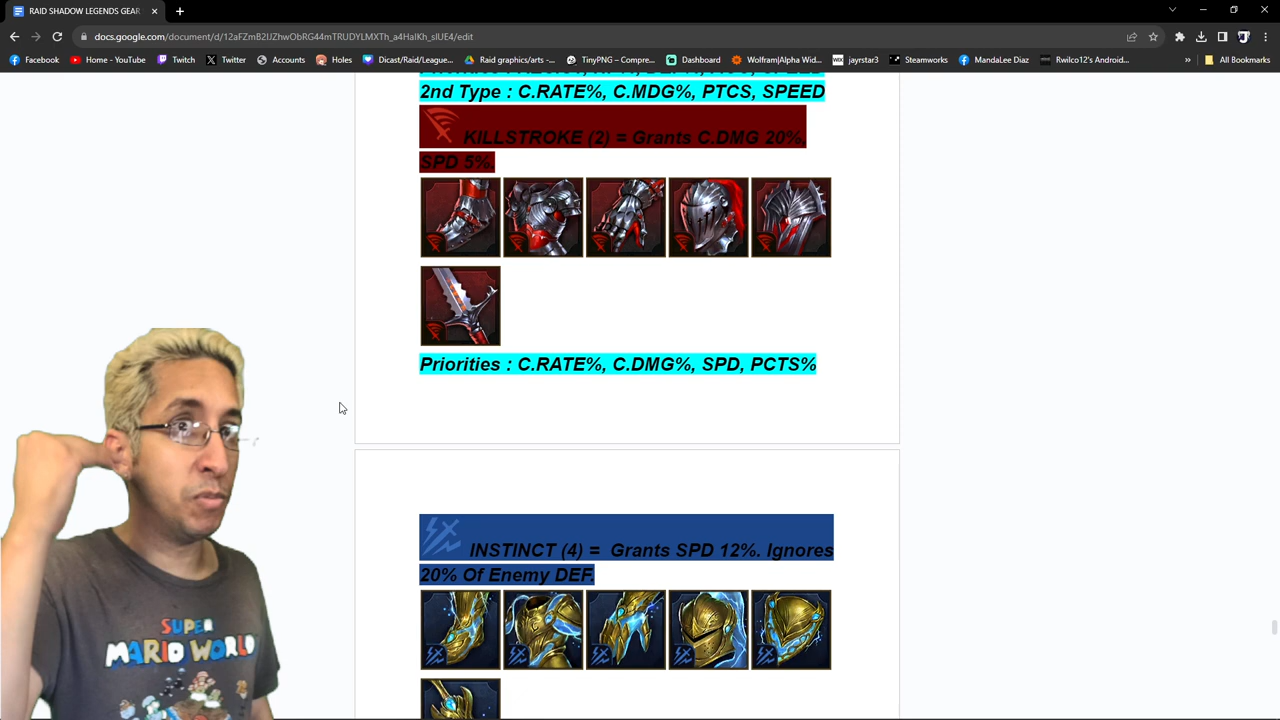 RAID SHADOW LEGENDS GEAR
docs.google.com/document/d/12aFZmB2IJZhwObRG44mTRUDYLMXTh_a4HaIKh_sIUE4/edit
Facebook
Home - YouTube
Twitch
Twitter
Accounts
Holes
Dicast/Raid/League...
Raid graphics/arts -...
TinyPNG – Compre...
Dashboard
Wolfram|Alpha Wid...
jayrstar3
Steamworks
MandaLee Diaz
Rwilco12's Android...
All Bookmarks
2nd Type : C.RATE%, C.MDG%, PTCS, SPEED
KILLSTROKE (2) = Grants C.DMG 20%.
SPD 5%.
Priorities : C.RATE%, C.DMG%, SPD, PCTS%
INSTINCT (4) = Grants SPD 12%. Ignores
20% Of Enemy DEF.
SUPER
MARIO WORLD